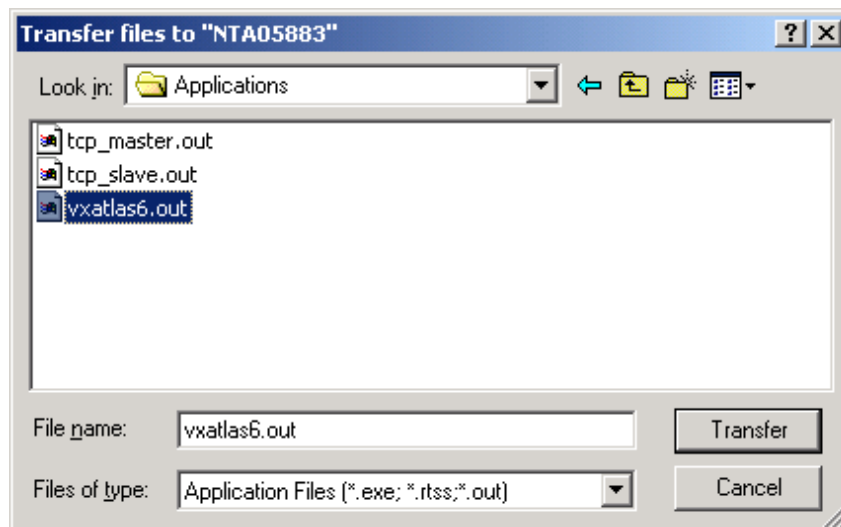 Transfer files to "NTA05883"
Look in: Applications
tcp_master.out
tcp_slave.out
vxatlas6.out
File name: vxatlas6.out Transfer
Files of type: Application Files (*.exe; *.rtss;*.out) Cancel